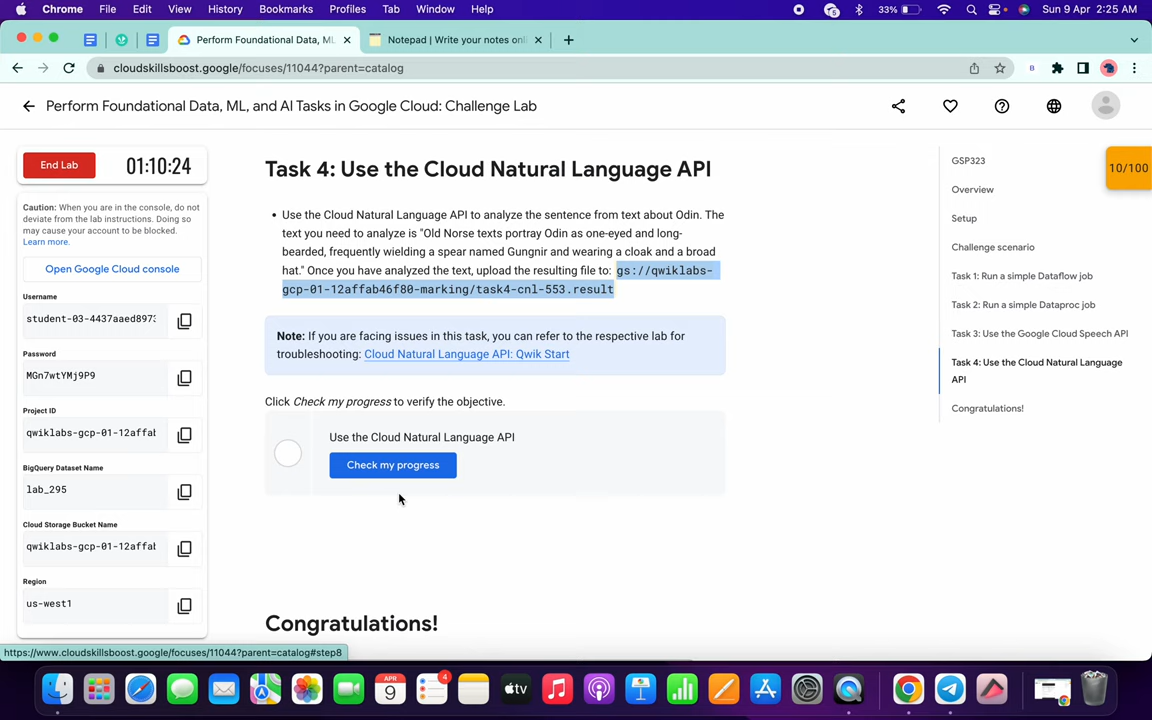 Chrome File Edit View History Bookmarks Profiles Tab Window Help 33% Sun 9 Apr 2:25 AM
Perform Foundational Data, ML Notepad | Write your notes onl
cloudskillsboost.google/focuses/11044?parent=catalog
Perform Foundational Data, ML, and AI Tasks in Google Cloud: Challenge Lab
End Lab 01:10:24
Caution: When you are in the console, do not
deviate from the lab instructions. Doing so
may cause your account to be blocked.
Learn more.
Open Google Cloud console
Username
student-03-4437aaed8973
Password
MGn7wtYMj9P9
Project ID
qwiklabs-gcp-01-12affab
BigQuery Dataset Name
lab_295
Cloud Storage Bucket Name
qwiklabs-gcp-01-12affab
Region
us-west1
https://www.cloudskillsboost.google/focuses/11044?parent=catalog#step8
Task 4: Use the Cloud Natural Language API
• Use the Cloud Natural Language API to analyze the sentence from text about Odin. The
text you need to analyze is "Old Norse texts portray Odin as one-eyed and long-
bearded, frequently wielding a spear named Gungnir and wearing a cloak and a broad
hat." Once you have analyzed the text, upload the resulting file to: gs://qwiklabs-
gcp-01-12affab46f80-marking/task4-cnl-553.result
Note: If you are facing issues in this task, you can refer to the respective lab for
troubleshooting: Cloud Natural Language API: Qwik Start
Click Check my progress to verify the objective.
Use the Cloud Natural Language API
Check my progress
Congratulations!
GSP323
Overview
Setup
Challenge scenario
Task 1: Run a simple Dataflow job
Task 2: Run a simple Dataproc job
Task 3: Use the Google Cloud Speech API
Task 4: Use the Cloud Natural Language
API
Congratulations!
10/100
APR
9
4
tv